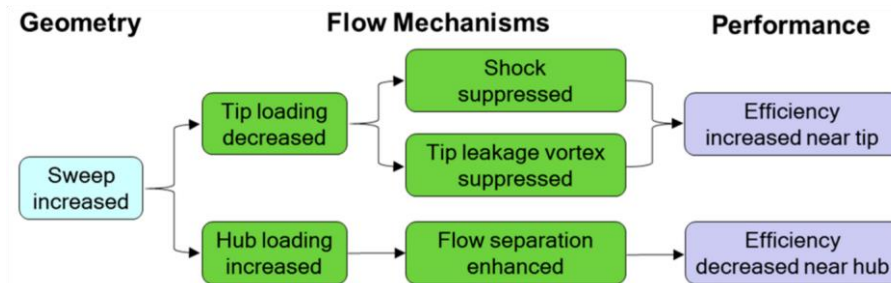 Geometry
Flow Mechanisms
Performance
Shock
suppressed
Tip loading
decreased
Efficiency
increased near tip
Tip leakage vortex
suppressed
Sweep
increased
Hub loading
increased
Flow separation
enhanced
Efficiency
decreased near hub